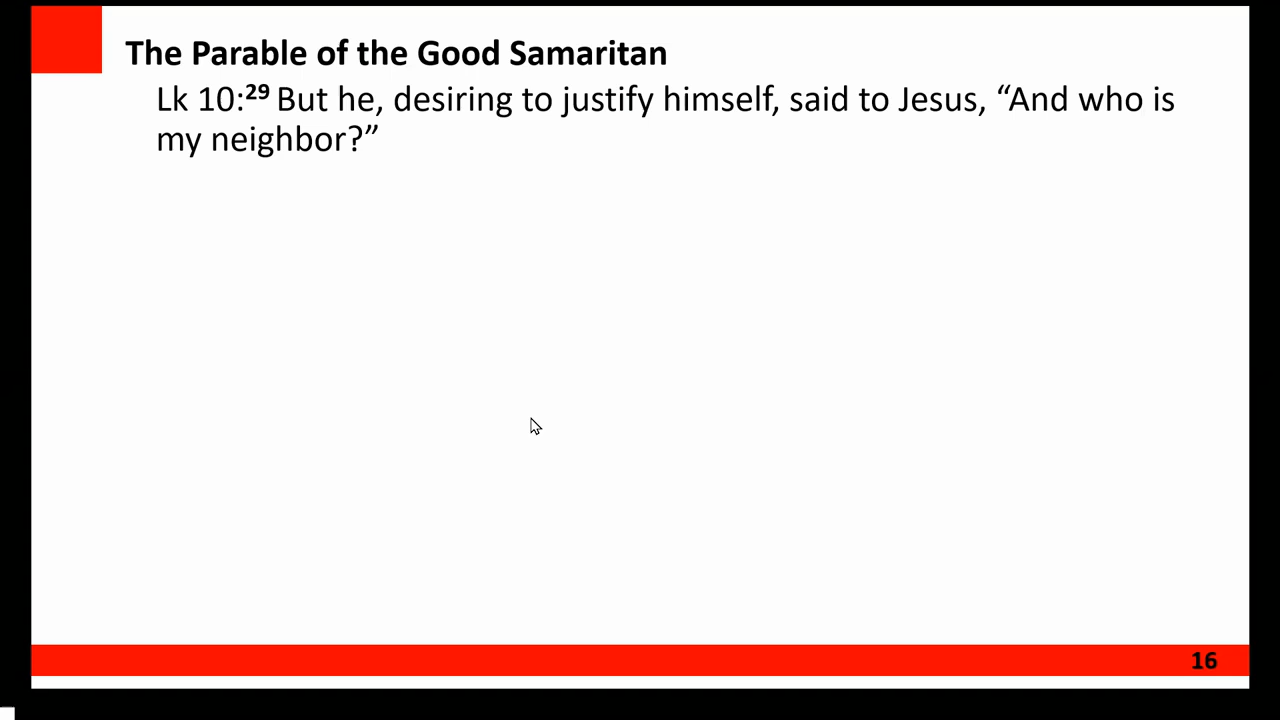 The Parable of the Good Samaritan
Lk 10:29 But he, desiring to justify himself, said to Jesus, “And who is
my neighbor?”
16